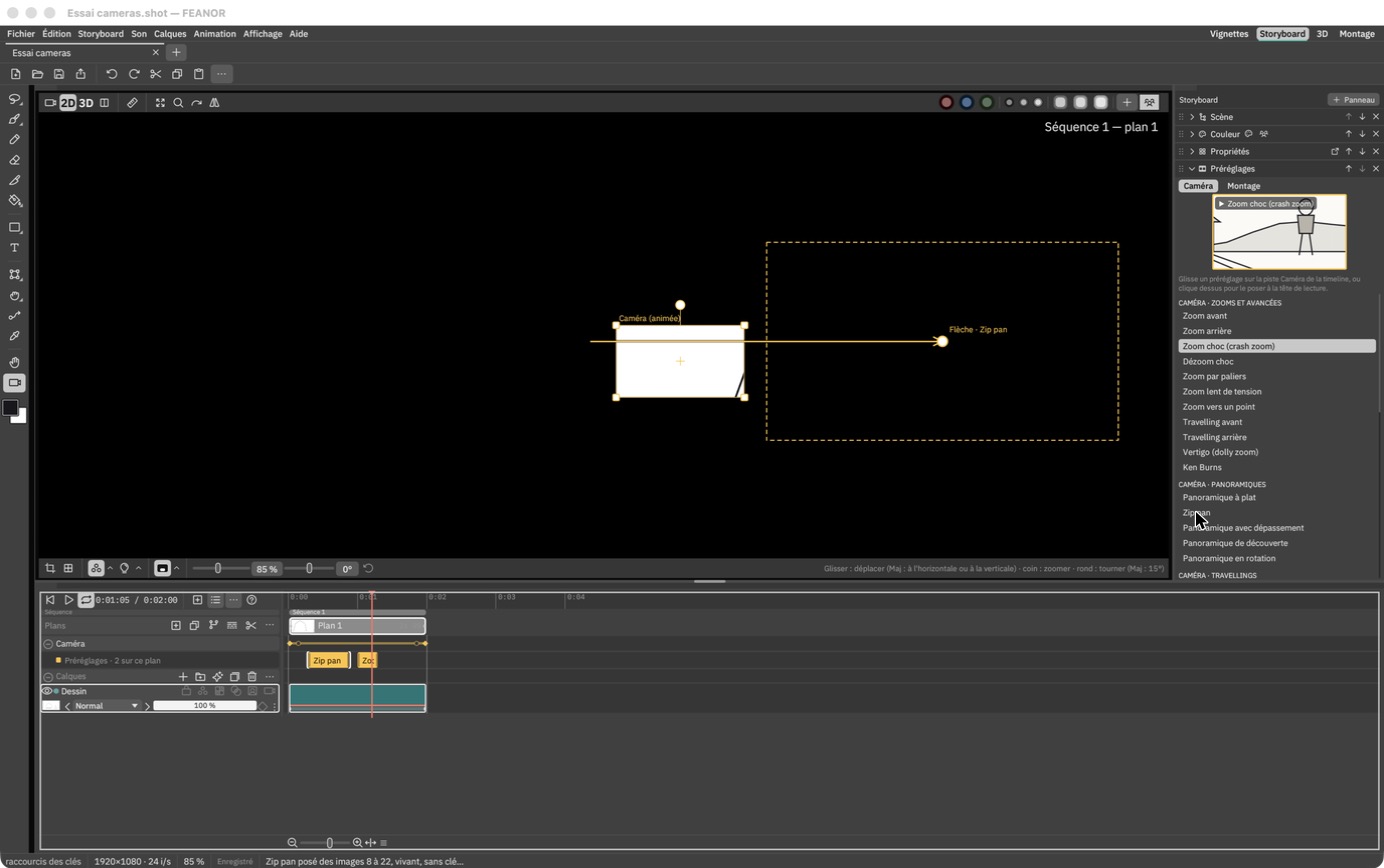 Essai cameras.shot — FEANOR
Fichier Édition Storyboard Son Calques Animation Affichage Aide
Vignettes Storyboard 3D Montage
Essai cameras
2D 3D
Séquence 1 — plan 1
Caméra (animée)
Flèche - Zip pan
85 % 0°
Glisser : déplacer (Maj : à l'horizontale ou à la verticale) · coin : zoomer · rond : tourner (Maj : 15°)
Storyboard + Panneau
Scène
Couleur
Propriétés
Préréglages
Caméra Montage
Zoom choc (crash zoom)
Glisse un préréglage sur la piste Caméra de la timeline, ou
clique dessus pour le poser à la tête de lecture.
CAMÉRA · ZOOMS ET AVANCÉES
Zoom avant
Zoom arrière
Zoom choc (crash zoom)
Dézoom choc
Zoom par paliers
Zoom lent de tension
Zoom vers un point
Travelling avant
Travelling arrière
Vertigo (dolly zoom)
Ken Burns
CAMÉRA · PANORAMIQUES
Panoramique à plat
Zip pan
Panoramique avec dépassement
Panoramique de découverte
Panoramique en rotation
CAMÉRA · TRAVELLINGS
0:01:05 / 0:02:00
0:00 0:01 0:02 0:03 0:04
Séquence
Séquence 1
Plans
Plan 1
Caméra
Préréglages · 2 sur ce plan
Zip pan Zo:
Calques
Dessin
Normal 100 %
raccourcis des clés 1920×1080 · 24 i/s 85 % Enregistré Zip pan posé des images 8 à 22, vivant, sans clé…